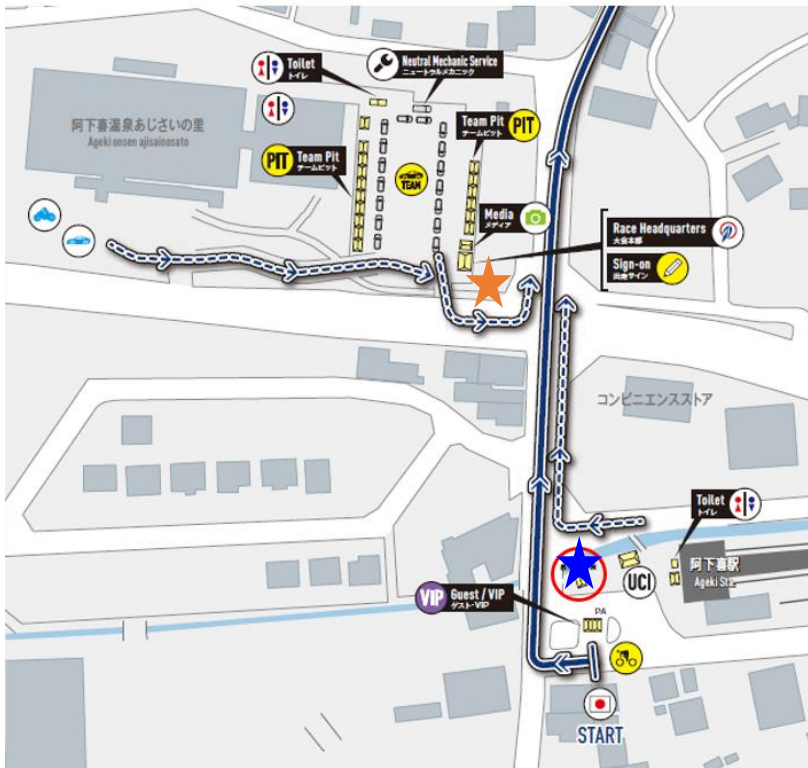 Toilet
トイレ
Neutral Mechanic Service
ニュートラルメカニック
阿下喜温泉あじさいの里
Ageki onsen ajisainosato
Team Pit
チームピット
PIT
PIT
Team Pit
チームピット
TEAM
Media
メディア
Race Headquarters
大会本部
Sign-on
出走サイン
コンビニエンスストア
Toilet
トイレ
阿下喜駅
Ageki Sta.
UCI
VIP
Guest / VIP
ゲスト・VIP
PA
START